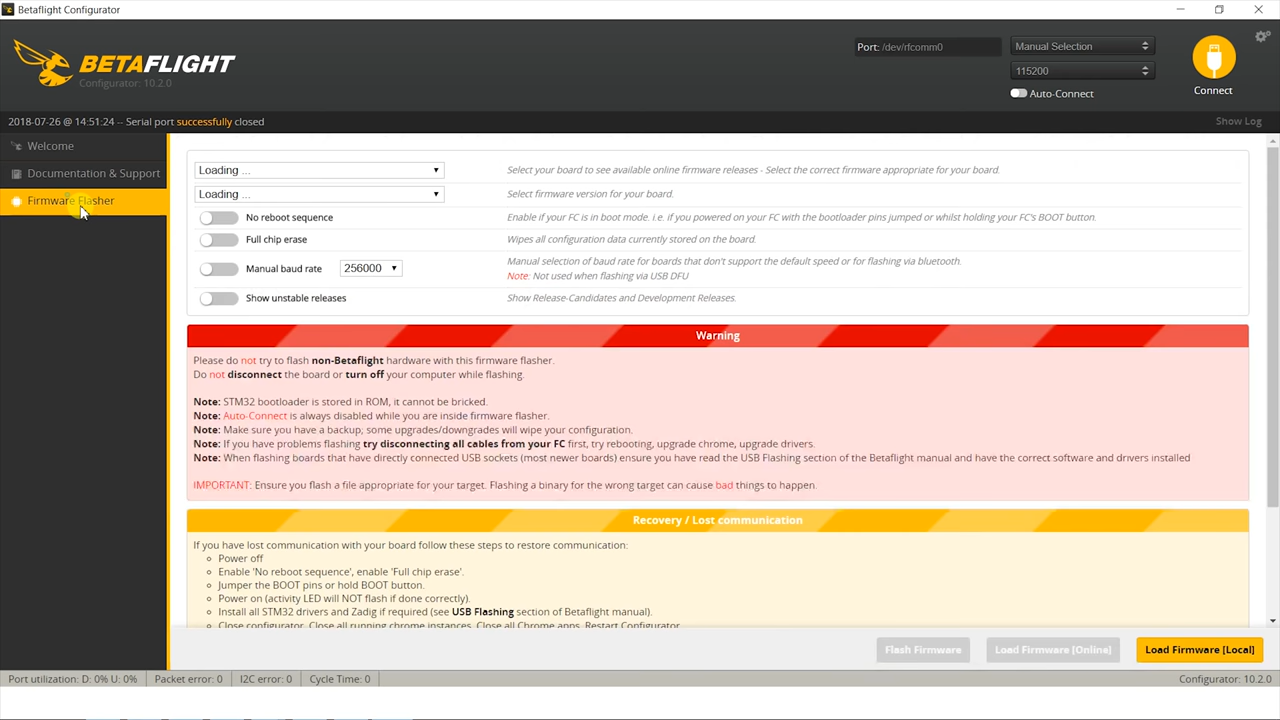 Betaflight Configurator
BETAFLIGHT
Configurator: 10.2.0
Port: /dev/rfcomm0
Manual Selection
115200
Auto-Connect
Connect
2018-07-26 @ 14:51:24 -- Serial port successfully closed
Show Log
Welcome
Documentation & Support
Firmware Flasher
Loading ...
Select your board to see available online firmware releases - Select the correct firmware appropriate for your board.
Loading ...
Select firmware version for your board.
No reboot sequence
Enable if your FC is in boot mode. i.e. if you powered on your FC with the bootloader pins jumped or whilst holding your FC's BOOT button.
Full chip erase
Wipes all configuration data currently stored on the board.
Manual baud rate
256000
Manual selection of baud rate for boards that don't support the default speed or for flashing via bluetooth.
Note: Not used when flashing via USB DFU
Show unstable releases
Show Release-Candidates and Development Releases.
Warning
Please do not try to flash non-Betaflight hardware with this firmware flasher.
Do not disconnect the board or turn off your computer while flashing.
Note: STM32 bootloader is stored in ROM, it cannot be bricked.
Note: Auto-Connect is always disabled while you are inside firmware flasher.
Note: Make sure you have a backup; some upgrades/downgrades will wipe your configuration.
Note: If you have problems flashing try disconnecting all cables from your FC first, try rebooting, upgrade chrome, upgrade drivers.
Note: When flashing boards that have directly connected USB sockets (most newer boards) ensure you have read the USB Flashing section of the Betaflight manual and have the correct software and drivers installed
IMPORTANT: Ensure you flash a file appropriate for your target. Flashing a binary for the wrong target can cause bad things to happen.
Recovery / Lost communication
If you have lost communication with your board follow these steps to restore communication:
Power off
Enable 'No reboot sequence', enable 'Full chip erase'.
Jumper the BOOT pins or hold BOOT button.
Power on (activity LED will NOT flash if done correctly).
Install all STM32 drivers and Zadig if required (see USB Flashing section of Betaflight manual).
Close configurator, Close all running chrome instances, Close all Chrome apps, Restart Configurator.
Flash Firmware
Load Firmware [Online]
Load Firmware [Local]
Port utilization: D: 0% U: 0%
Packet error: 0
I2C error: 0
Cycle Time: 0
Configurator: 10.2.0